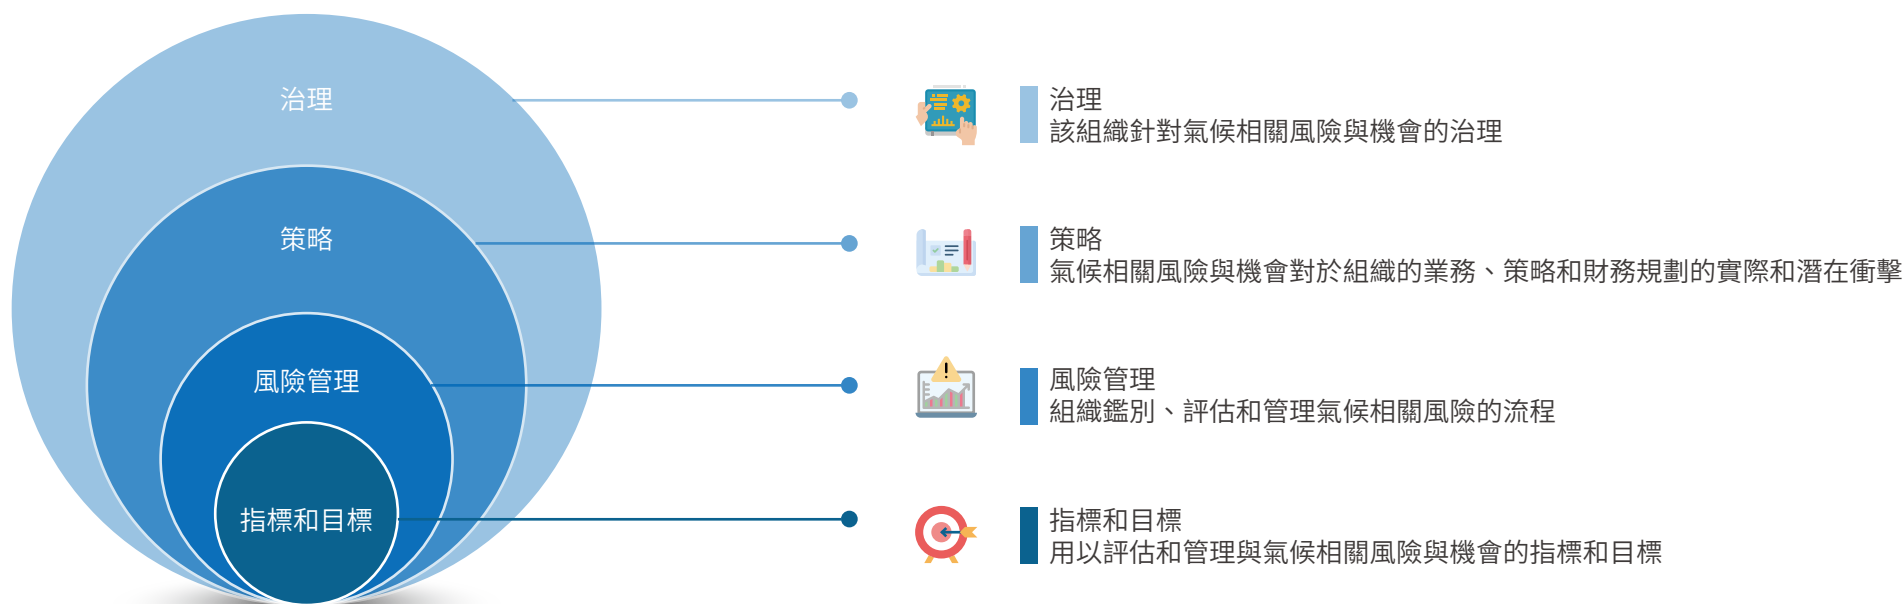 治理
策略
風險管理
指標和目標
治理
該組織針對氣候相關風險與機會的治理
策略
氣候相關風險與機會對於組織的業務、策略和財務規劃的實際和潛在衝擊
風險管理
組織鑑別、評估和管理氣候相關風險的流程
指標和目標
用以評估和管理與氣候相關風險與機會的指標和目標